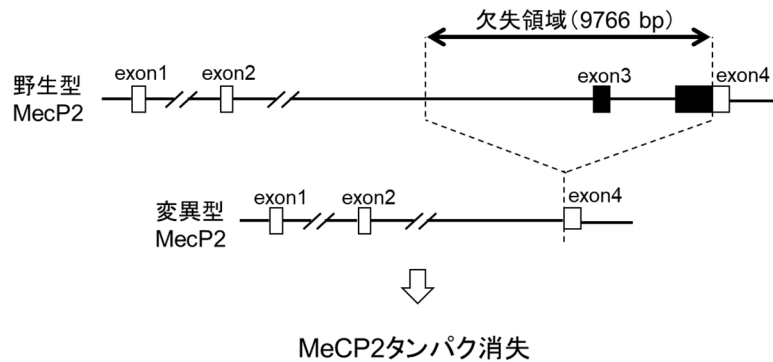 欠失領域（9766 bp）
野生型
MecP2
exon1
exon2
exon3
exon4
変異型
MecP2
exon1
exon2
exon4
MeCP2タンパク消失